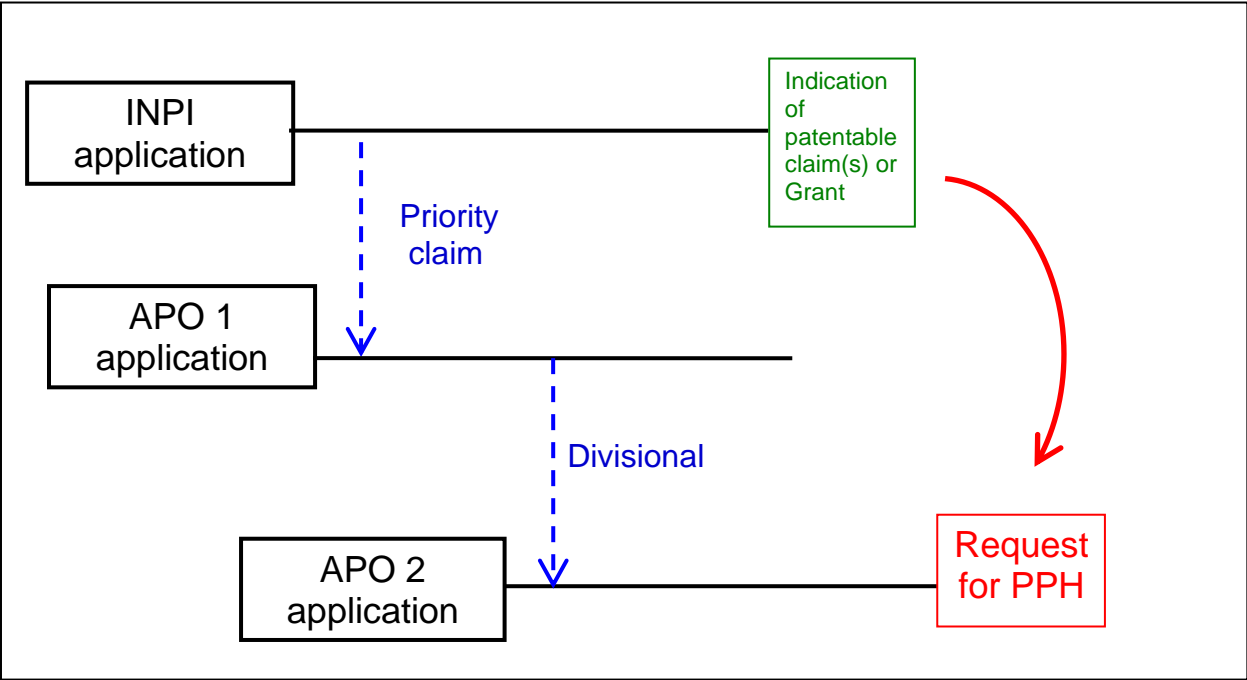 INPI
application
Indication
of
patentable
claim(s) or
Grant
Priority
claim
APO 1
application
Divisional
APO 2
application
Request
for PPH